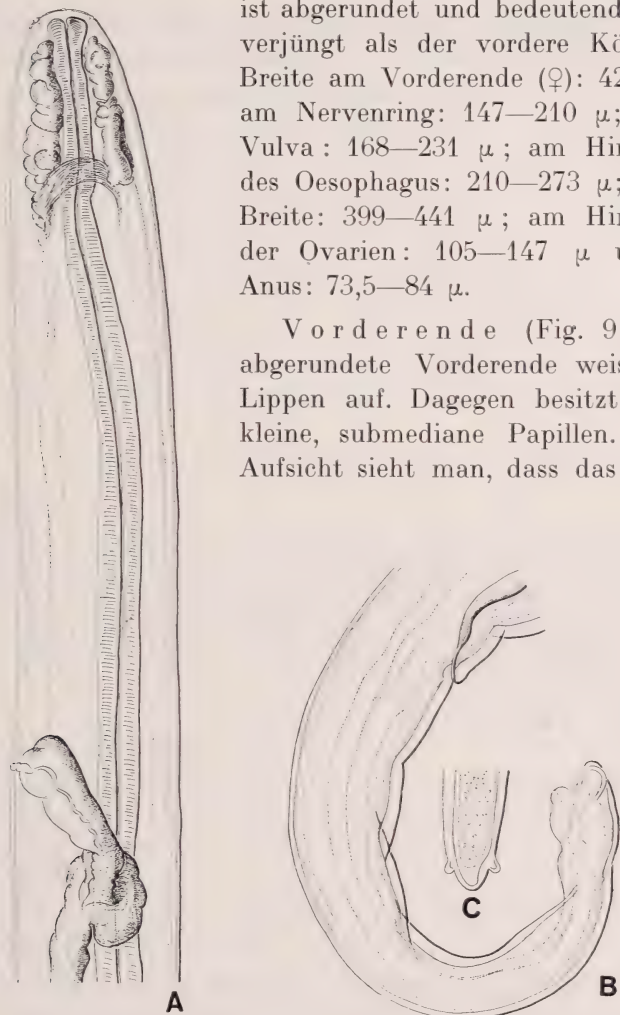 ist abgerundet und bedeutend
verjüngt als der vordere Kö
Breite am Vorderende (♀): 42
am Nervenring: 147—210 µ;
Vulva : 168—231 µ ; am Hin
des Oesophagus: 210—273 µ;
Breite: 399—441 µ ; am Hin
der Ovarien: 105—147 µ u
Anus: 73,5—84 µ.
Vorderende (Fig. 9
abgerundete Vorderende weis
Lippen auf. Dagegen besitzt
kleine, submediane Papillen.
Aufsicht sieht man, dass das
C
B
A